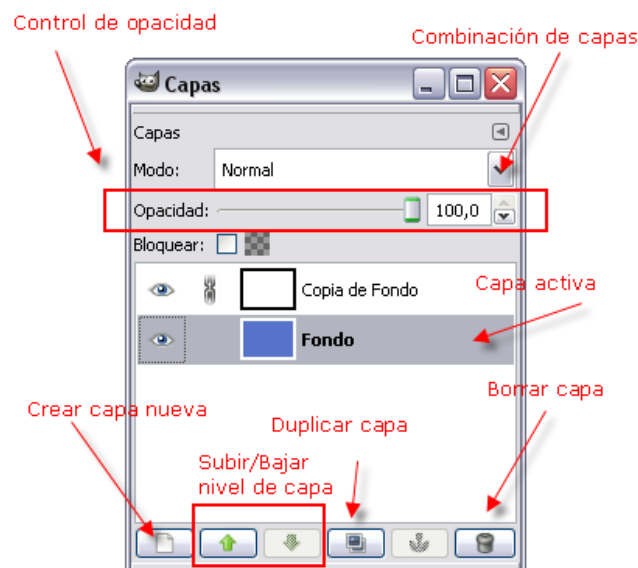 Control de opacidad
Combinación de capas
Capas
Capas
Modo: Normal
Opacidad: 100,0
Bloquear:
Copia de Fondo
Capa activa
Fondo
Borrar capa
Crear capa nueva
Duplicar capa
Subir/Bajar
nivel de capa